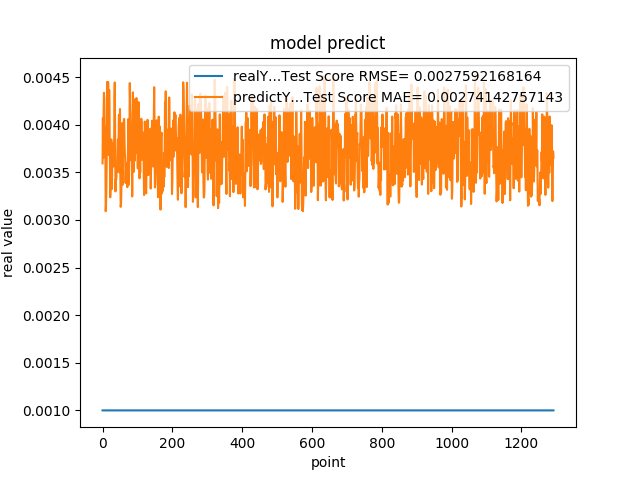 model predict
realY...Test Score RMSE= 0.0027592168164
predictY...Test Score MAE= 0.00274142757143
0.0045
0.0040
0.0035
0.0030
0.0025
0.0020
0.0015
0.0010
real value
0 200 400 600 800 1000 1200
point